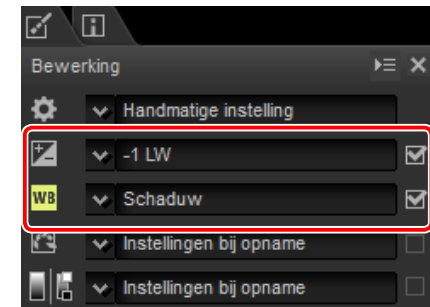 Bewerking
Handmatige instelling
-1 LW
WB Schaduw
Instellingen bij opname
Instellingen bij opname